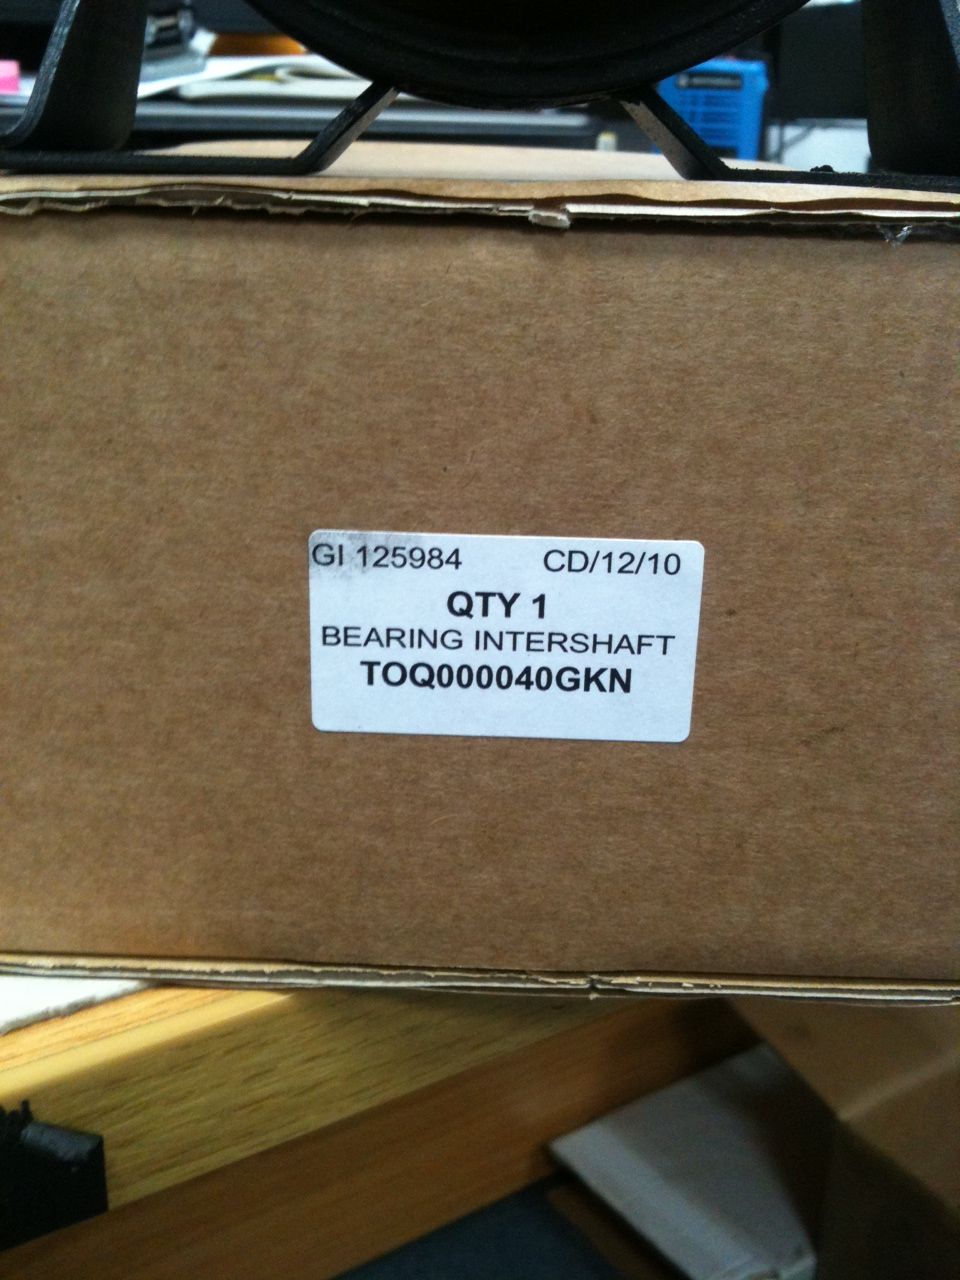 GI 125984 CD/12/10
QTY 1
BEARING INTERSHAFT
TOQ000040GKN